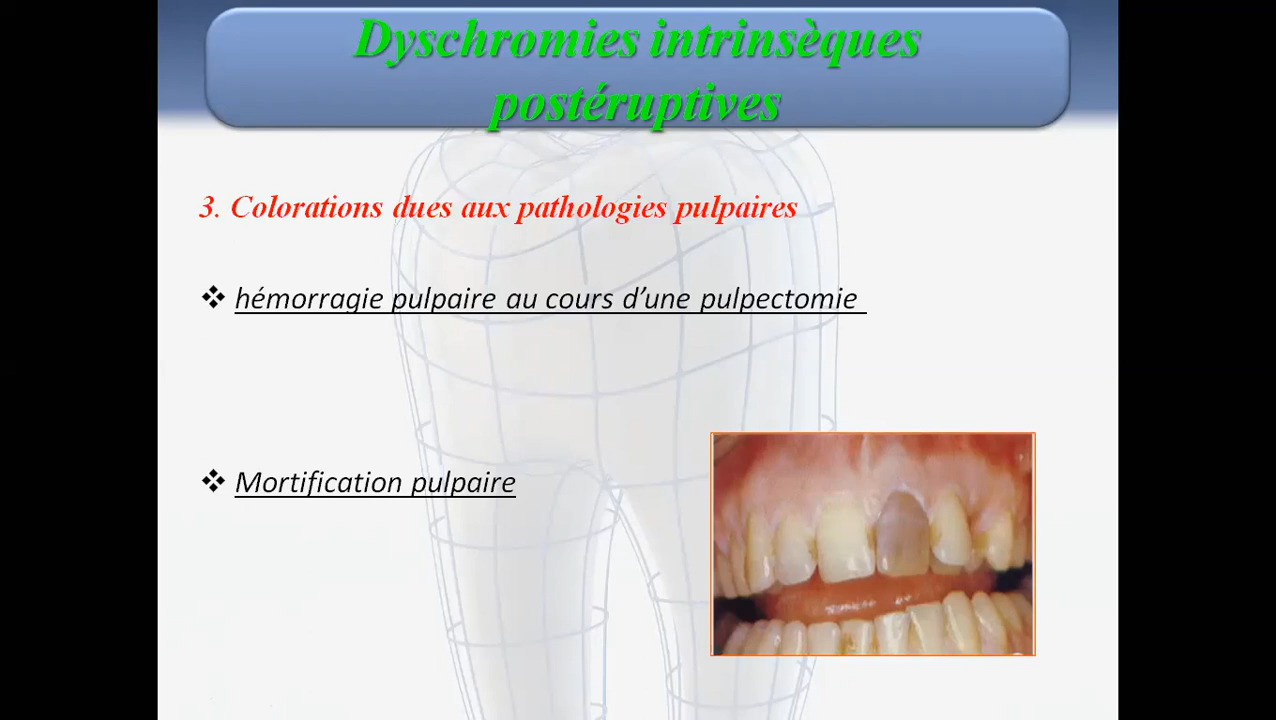 Dyschromies intrinsèques
postéruptives
3. Colorations dues aux pathologies pulpaires
❖ hémorragie pulpaire au cours d’une pulpectomie
❖ Mortification pulpaire